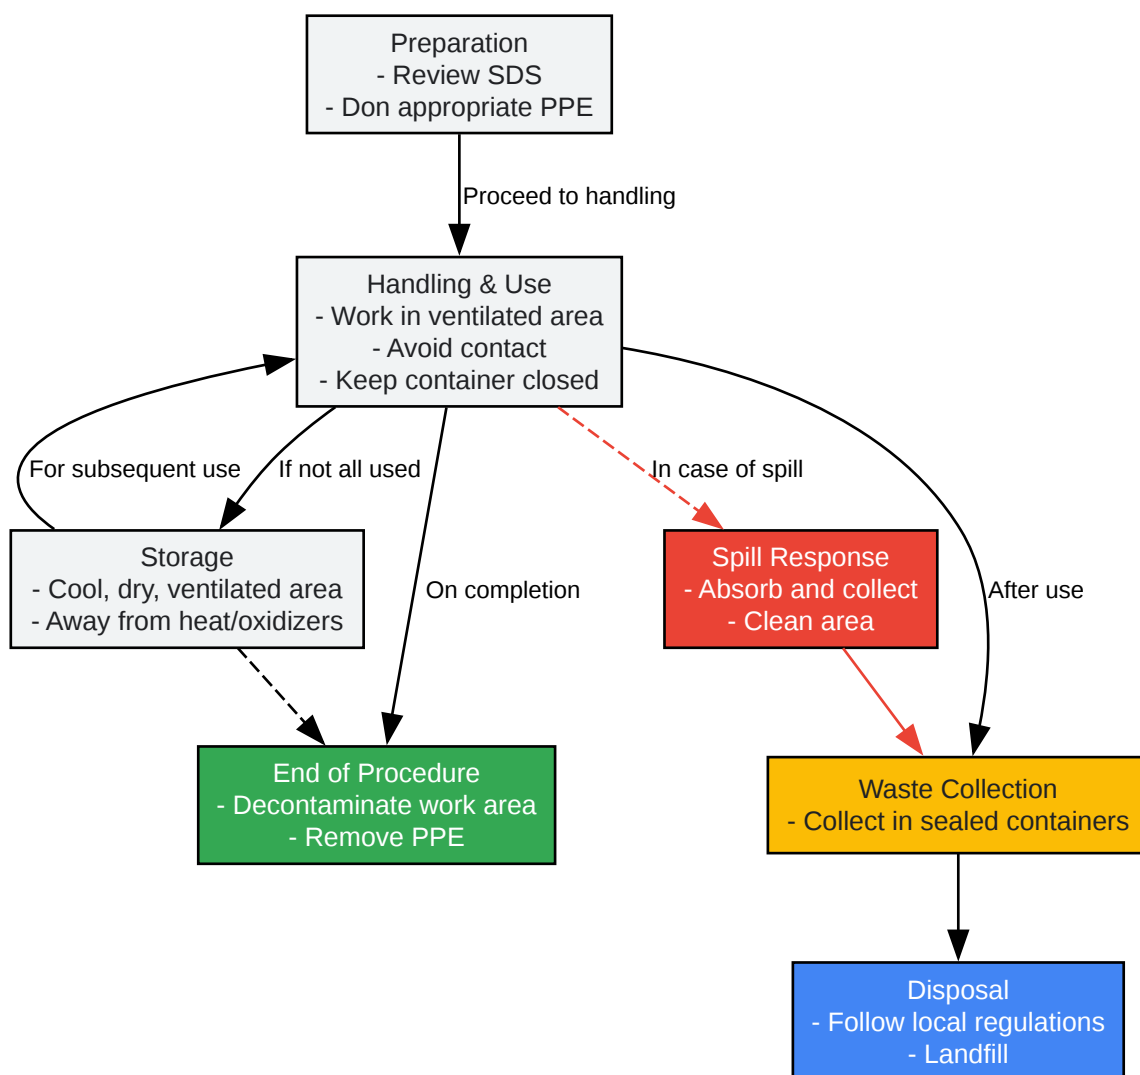 Preparation
- Review SDS
- Don appropriate PPE
Proceed to handling
Handling & Use
- Work in ventilated area
- Avoid contact
- Keep container closed
For subsequent use
If not all used
In case of spill
Storage
- Cool, dry, ventilated area
- Away from heat/oxidizers
On completion
Spill Response
- Absorb and collect
- Clean area
After use
End of Procedure
- Decontaminate work area
- Remove PPE
Waste Collection
- Collect in sealed containers
Disposal
- Follow local regulations
- Landfill